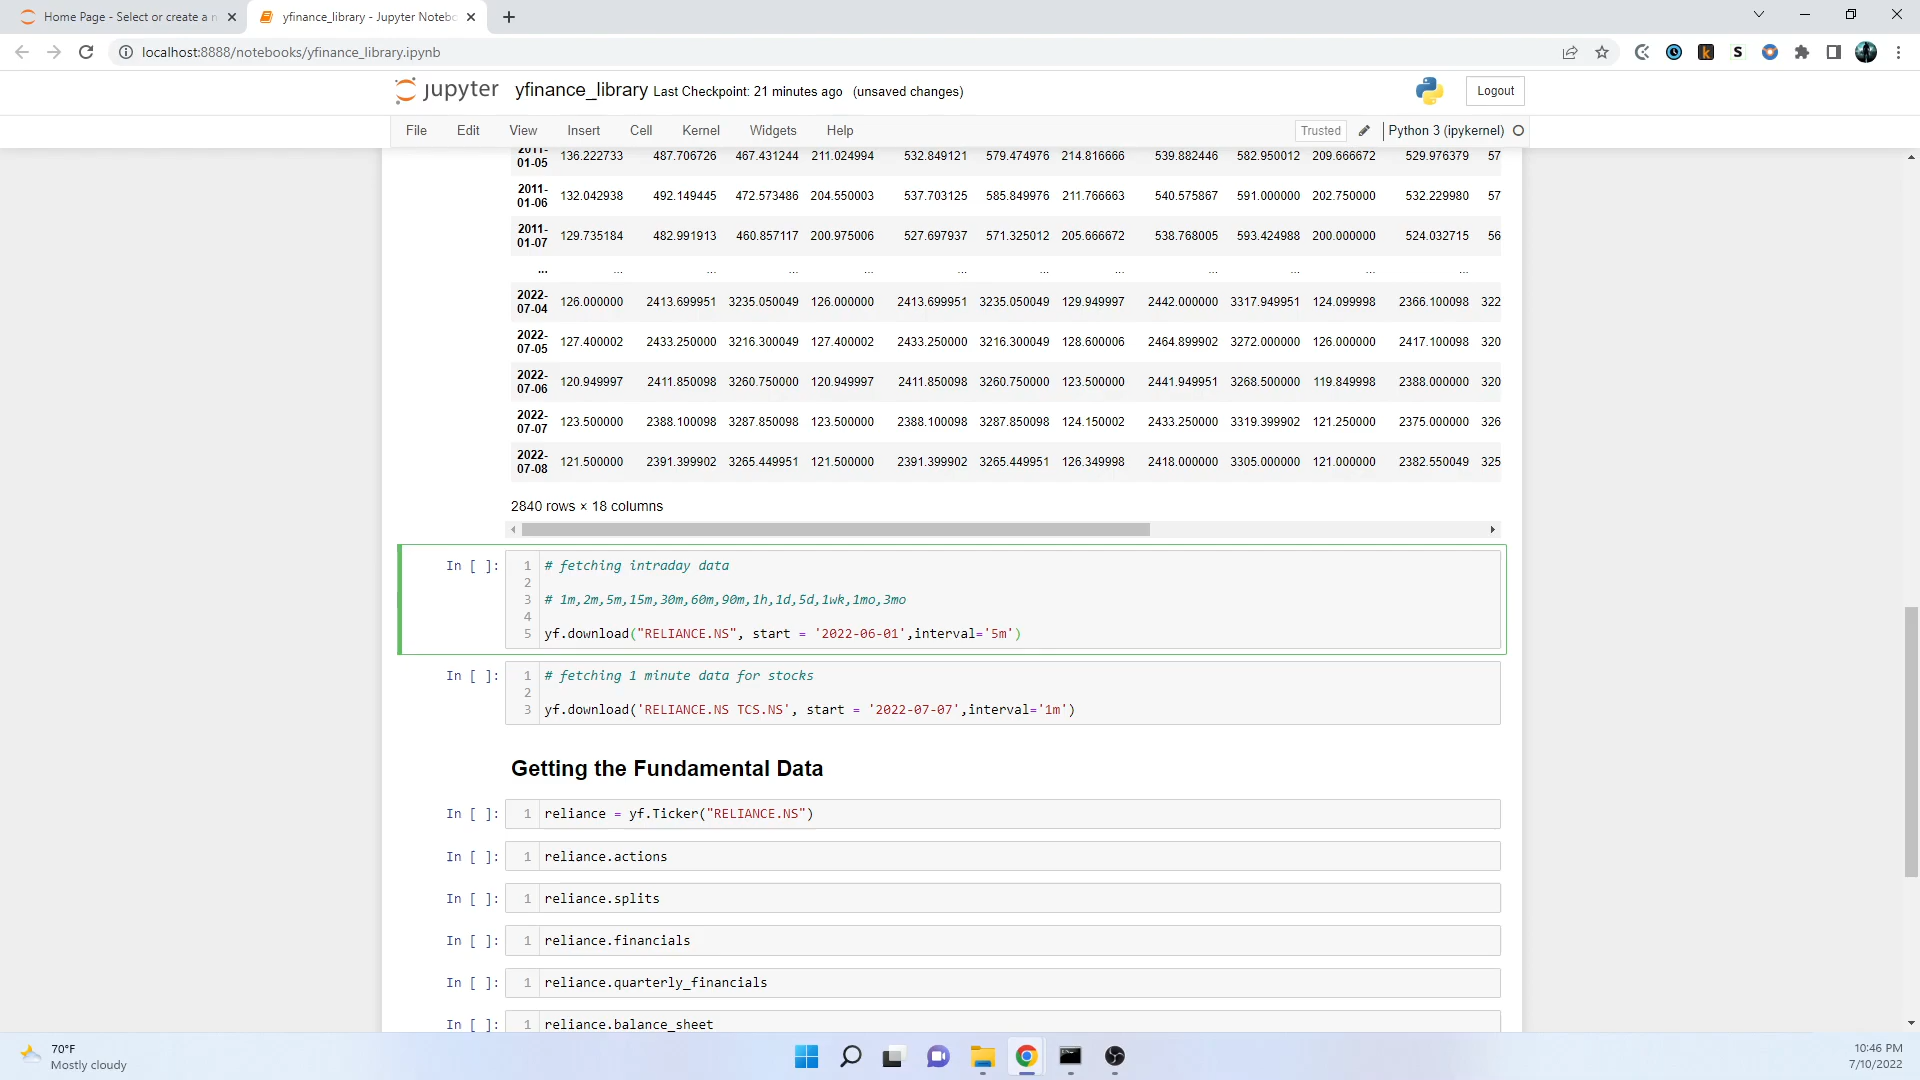 Home Page - Select or create a n
yfinance_library - Jupyter Notebo
localhost:8888/notebooks/yfinance_library.ipynb
jupyter yfinance_library Last Checkpoint: 21 minutes ago (unsaved changes)
Logout
File Edit View Insert Cell Kernel Widgets Help
Trusted Python 3 (ipykernel)
2011-
01-05 136.222733 487.706726 467.431244 211.024994 532.849121 579.474976 214.816666 539.882446 582.950012 209.666672 529.976379 57
2011-
01-06 132.042938 492.149445 472.573486 204.550003 537.703125 585.849976 211.766663 540.575867 591.000000 202.750000 532.229980 57
2011-
01-07 129.735184 482.991913 460.857117 200.975006 527.697937 571.325012 205.666672 538.768005 593.424988 200.000000 524.032715 56
... ... ... ... ... ... ... ... ... ... ... ...
2022-
07-04 126.000000 2413.699951 3235.050049 126.000000 2413.699951 3235.050049 129.949997 2442.000000 3317.949951 124.099998 2366.100098 322
2022-
07-05 127.400002 2433.250000 3216.300049 127.400002 2433.250000 3216.300049 128.600006 2464.899902 3272.000000 126.000000 2417.100098 320
2022-
07-06 120.949997 2411.850098 3260.750000 120.949997 2411.850098 3260.750000 123.500000 2441.949951 3268.500000 119.849998 2388.000000 320
2022-
07-07 123.500000 2388.100098 3287.850098 123.500000 2388.100098 3287.850098 124.150002 2433.250000 3319.399902 121.250000 2375.000000 326
2022-
07-08 121.500000 2391.399902 3265.449951 121.500000 2391.399902 3265.449951 126.349998 2418.000000 3305.000000 121.000000 2382.550049 325
2840 rows × 18 columns
In [ ]: 1 # fetching intraday data
2
3 # 1m,2m,5m,15m,30m,60m,90m,1h,1d,5d,1wk,1mo,3mo
4
5 yf.download("RELIANCE.NS", start = '2022-06-01',interval='5m')
In [ ]: 1 # fetching 1 minute data for stocks
2
3 yf.download('RELIANCE.NS TCS.NS', start = '2022-07-07',interval='1m')
Getting the Fundamental Data
In [ ]: 1 reliance = yf.Ticker("RELIANCE.NS")
In [ ]: 1 reliance.actions
In [ ]: 1 reliance.splits
In [ ]: 1 reliance.financials
In [ ]: 1 reliance.quarterly_financials
In [ ]: 1 reliance.balance_sheet
70°F
Mostly cloudy
10:46 PM
7/10/2022